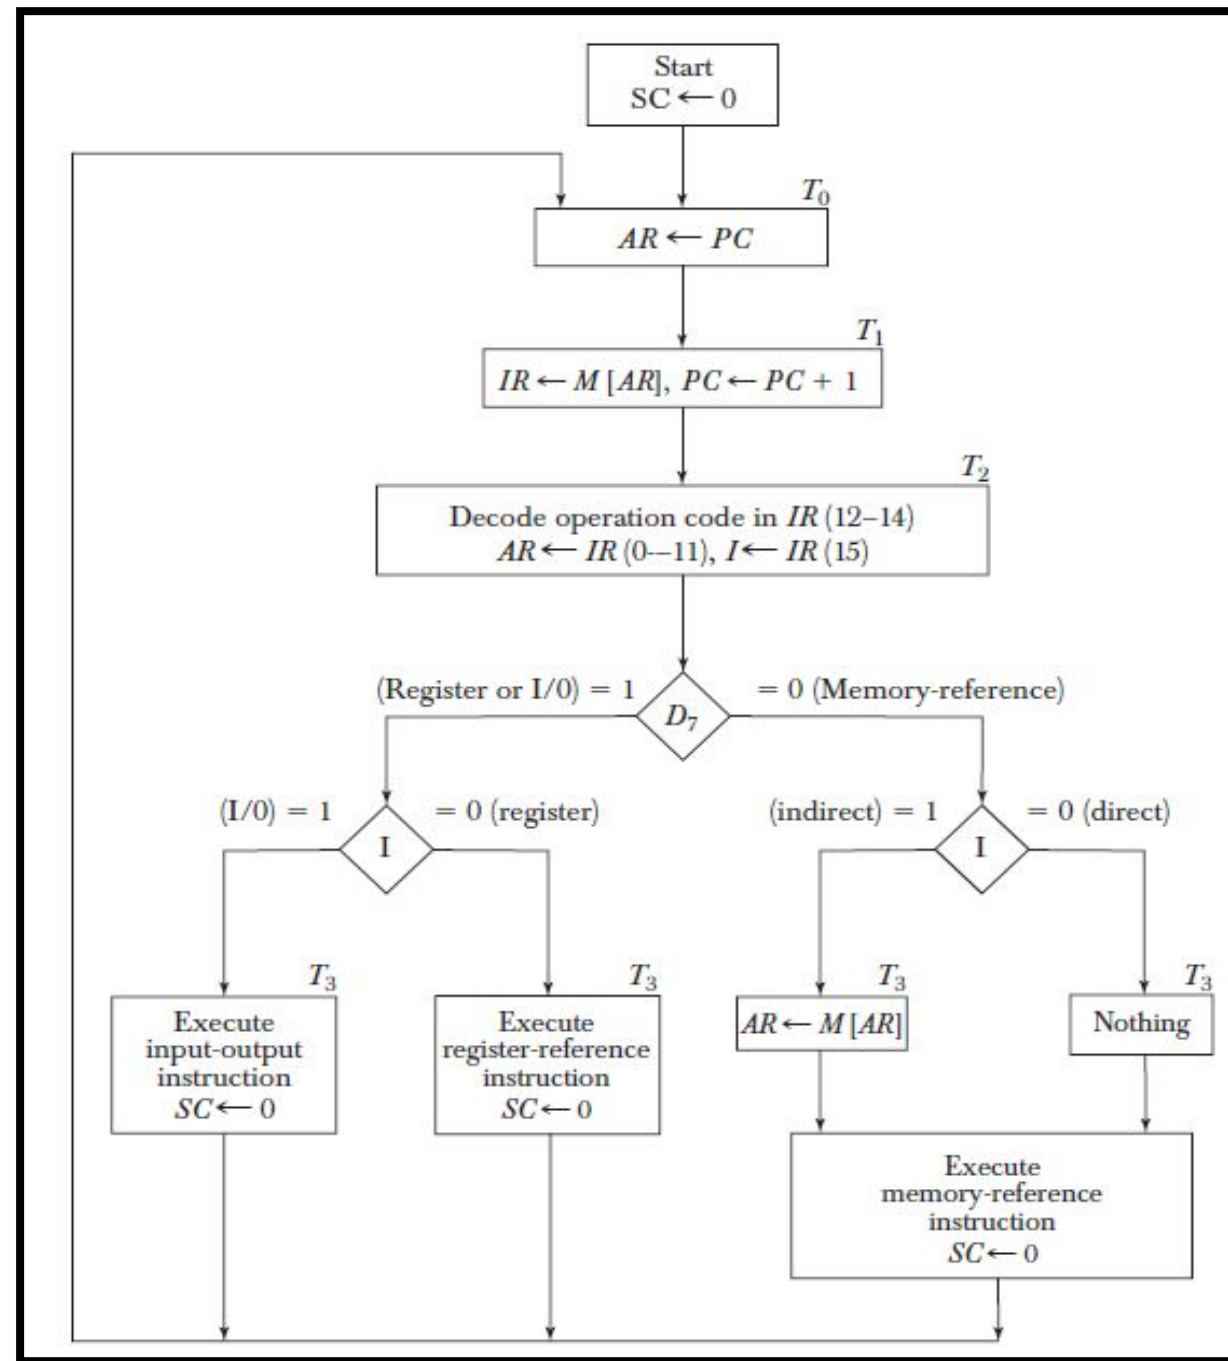 Start
SC ← 0
T₀
AR ← PC
T₁
IR ← M [AR], PC ← PC + 1
T₂
Decode operation code in IR (12–14)
AR ← IR (0-–11), I ← IR (15)
(Register or I/0) = 1
= 0 (Memory-reference)
D₇
(I/0) = 1
= 0 (register)
(indirect) = 1
= 0 (direct)
I
I
T₃
T₃
T₃
T₃
Execute
input-output
instruction
SC ← 0
Execute
register-reference
instruction
SC ← 0
AR ← M [AR]
Nothing
Execute
memory-reference
instruction
SC ← 0